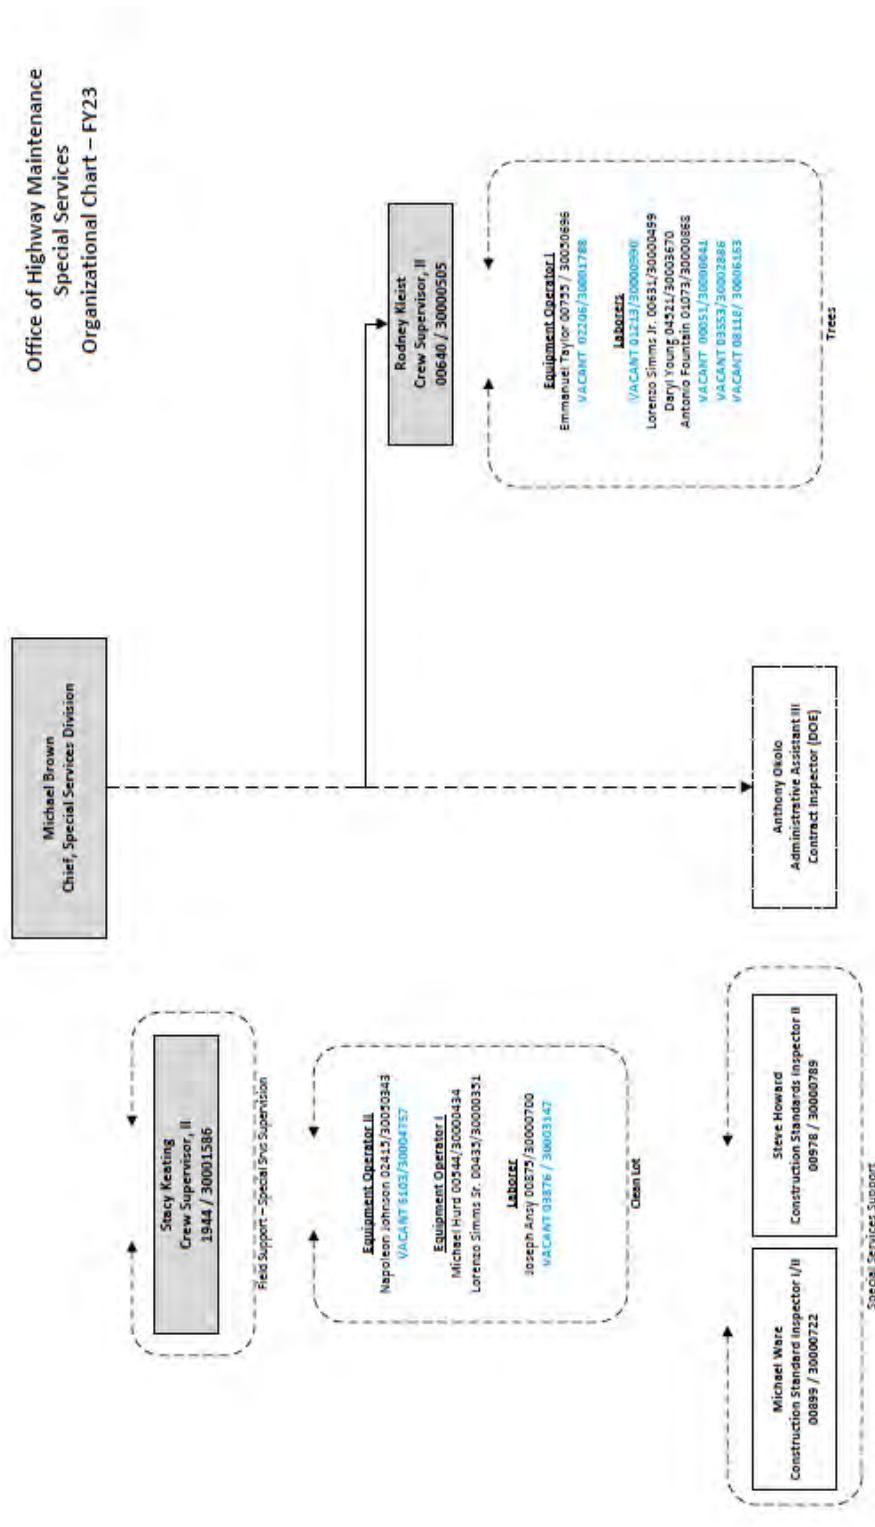 Office of Highway Maintenance
Special Services
Organizational Chart – FY23
Michael Brown
Chief, Special Services Division
Stacy Keating
Crew Supervisor, II
1944 / 30001586
Field Support – Special Svs Supervision
Rodney Kleist
Crew Supervisor, II
00640 / 30000505
Equipment Operator II
Napoleon Johnson 02415/30050343
VACANT 5103/30004757
Equipment Operator I
Michael Hurd 00544/30000434
Lorenzo Simms Sr. 00435/30000351
Laborer
Joseph Ansy 00875/30000700
VACANT 03876 / 30003147
Clean Lot
Equipment Operator I
Emmanuel Taylor 00755 / 30050696
VACANT 02206/30001788
Laborers
VACANT 01213/30000990
Lorenzo Simms Jr. 00631/30000499
Daryl Young 04521/30003670
Antonio Fountain 01073/30000868
VACANT 00051/30000041
VACANT 03553/30002886
VACANT 08118/ 30006163
Trees
Michael Ware
Construction Standard Inspector I/II
00899 / 30000722
Steve Howard
Construction Standards Inspector II
00978 / 30000789
Special Services Support
Anthony Okolo
Administrative Assistant III
Contract Inspector (DOE)